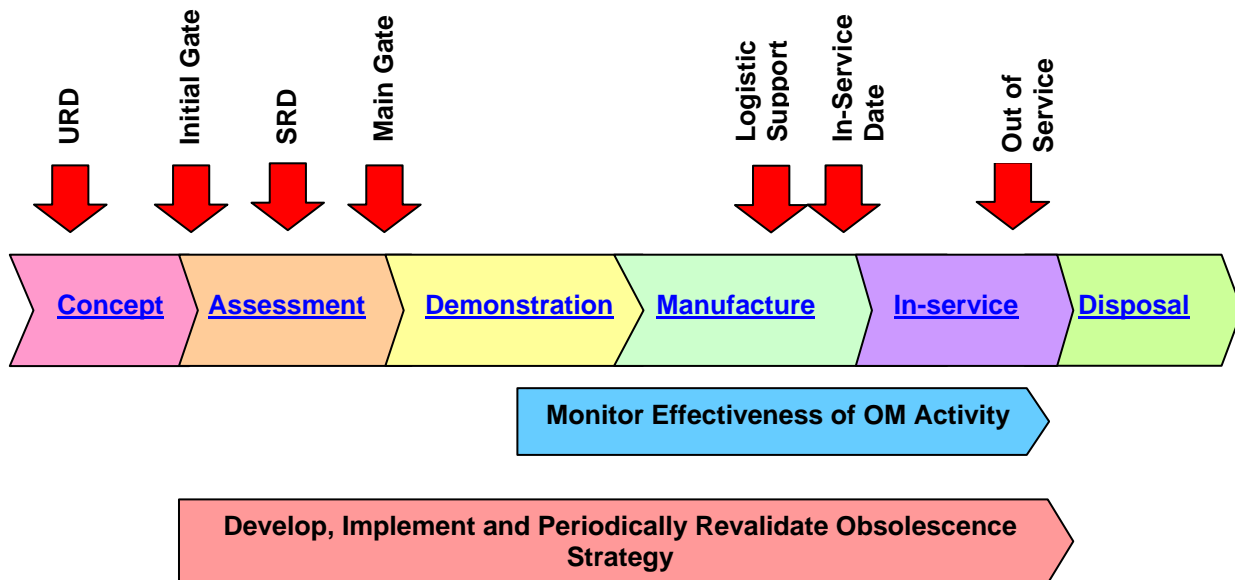 URD
Initial Gate
SRD
Main Gate
Logistic
Support
In-Service
Date
Out of
Service
Concept
Assessment
Demonstration
Manufacture
In-service
Disposal
Monitor Effectiveness of OM Activity
Develop, Implement and Periodically Revalidate Obsolescence
Strategy